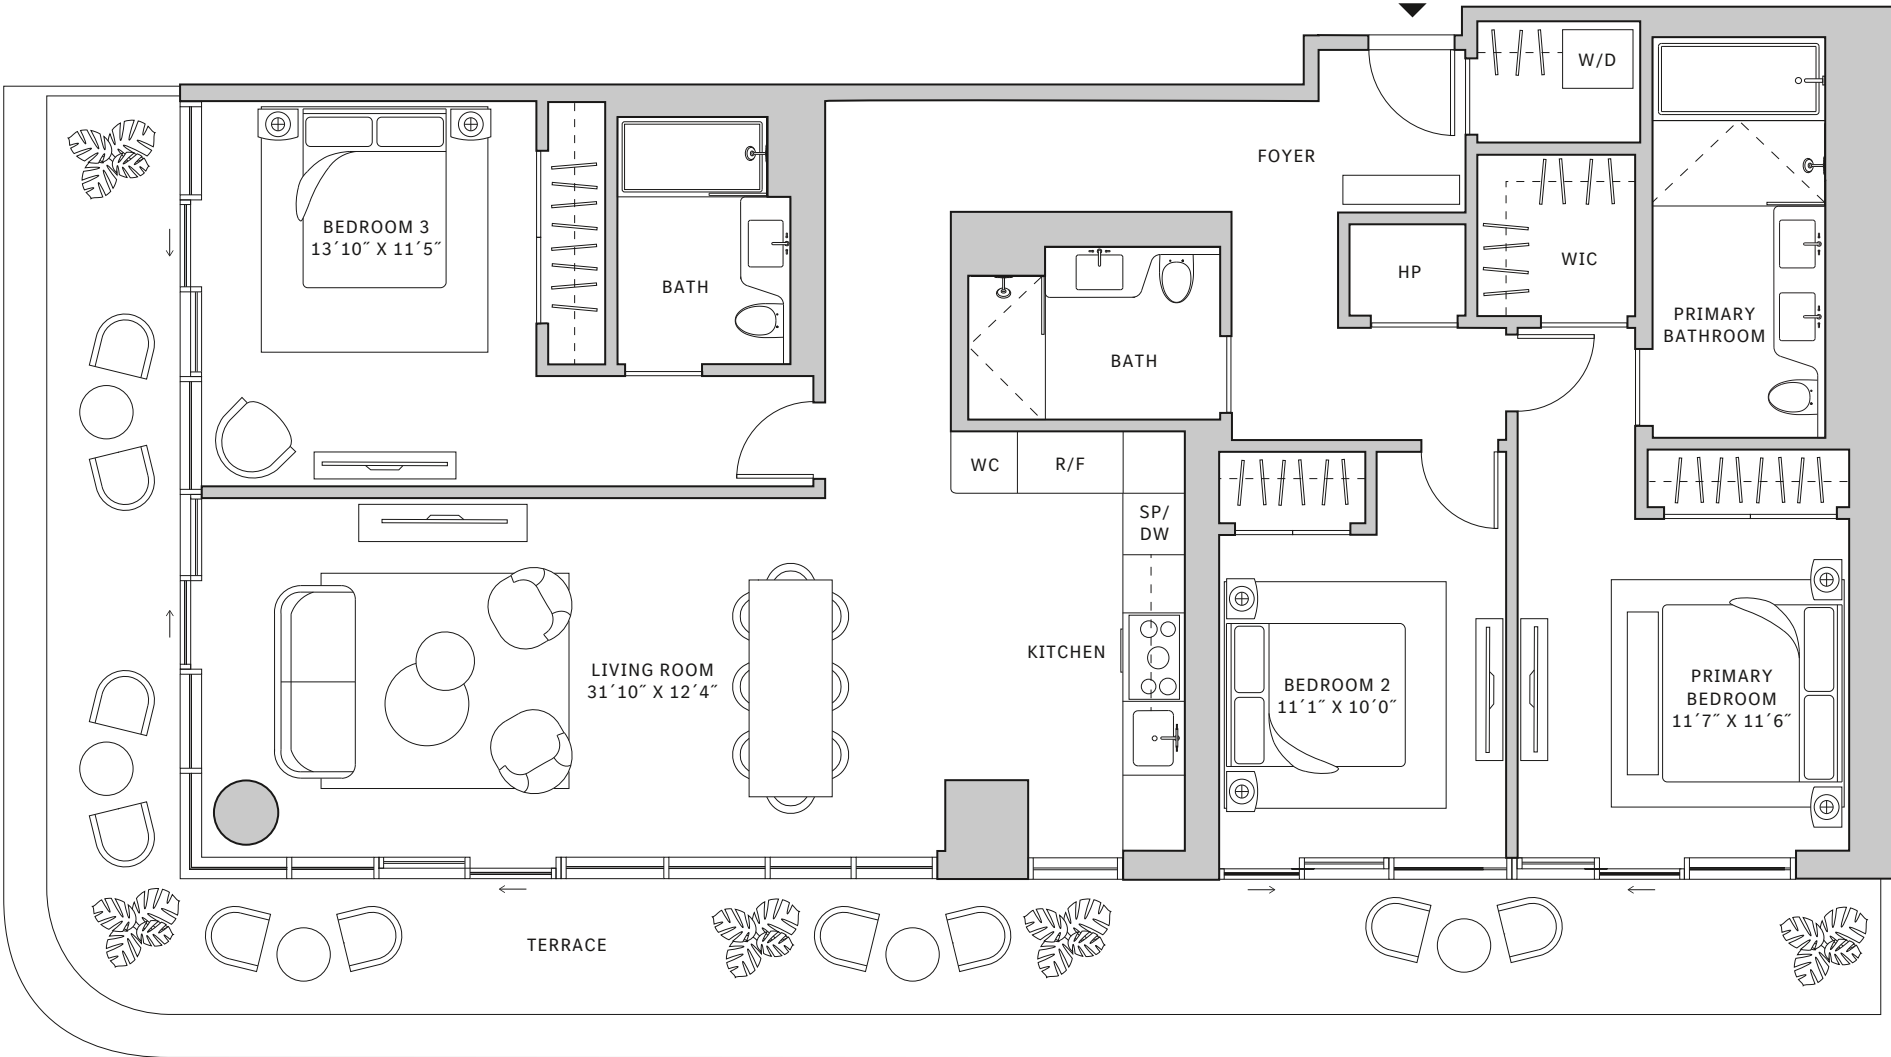 W/D
FOYER
BEDROOM 3
13´10˝ X 11´5˝
BATH
HP
WIC
PRIMARY
BATHROOM
BATH
WC
R/F
SP/
DW
KITCHEN
LIVING ROOM
31´10˝ X 12´4˝
BEDROOM 2
11´1˝ X 10´0˝
PRIMARY
BEDROOM
11´7˝ X 11´6˝
TERRACE